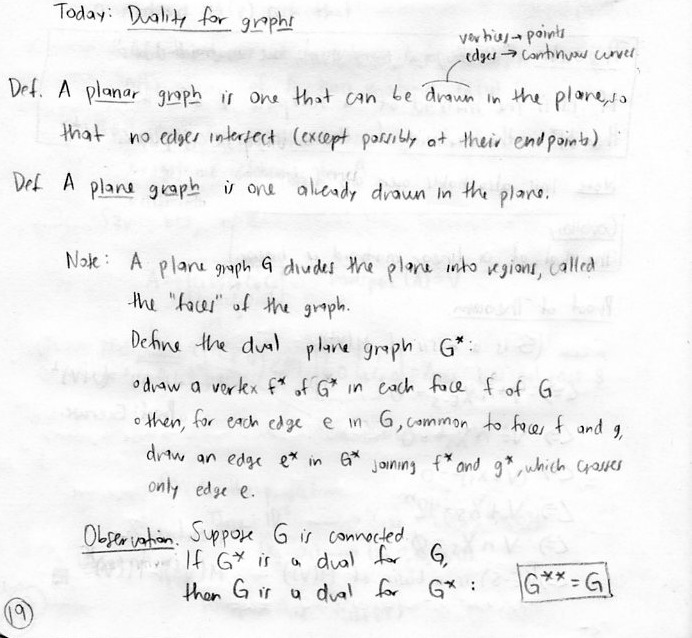 Today: Duality for graphs
vertices → points
edges → continuous curves
Def. A planar graph is one that can be drawn in the plane, so
that no edges intersect (except possibly at their endpoints)
Def A plane graph is one already drawn in the plane.
Note: A plane graph G divides the plane into regions, called
the "faces" of the graph.
Define the dual plane graph G*:
o draw a vertex f* of G* in each face f of G
o then, for each edge e in G, common to faces f and g,
draw an edge e* in G* joining f* and g*, which crosses
only edge e.
Observation. Suppose G is connected.
If G* is a dual for G,
then G is a dual for G* : G** = G
19